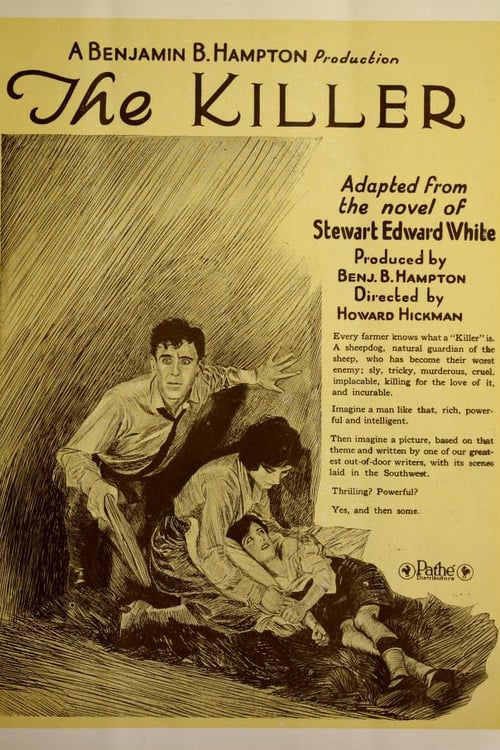 A BENJAMIN B. HAMPTON Production
The KILLER
Adapted from
the novel of
Stewart Edward White
Produced by
BENJ. B. HAMPTON
Directed by
HOWARD HICKMAN
Every farmer knows what a "Killer" is.
A sheepdog, natural guardian of the
sheep, who has become their worst
enemy; sly, tricky, murderous, cruel,
implacable, killing for the love of it,
and incurable.
Imagine a man like that, rich, power-
ful and intelligent.
Then imagine a picture, based on that
theme and written by one of our great-
est out-of-door writers, with its scenes
laid in the Southwest.
Thrilling? Powerful?
Yes, and then some.
Pathé
Distributors